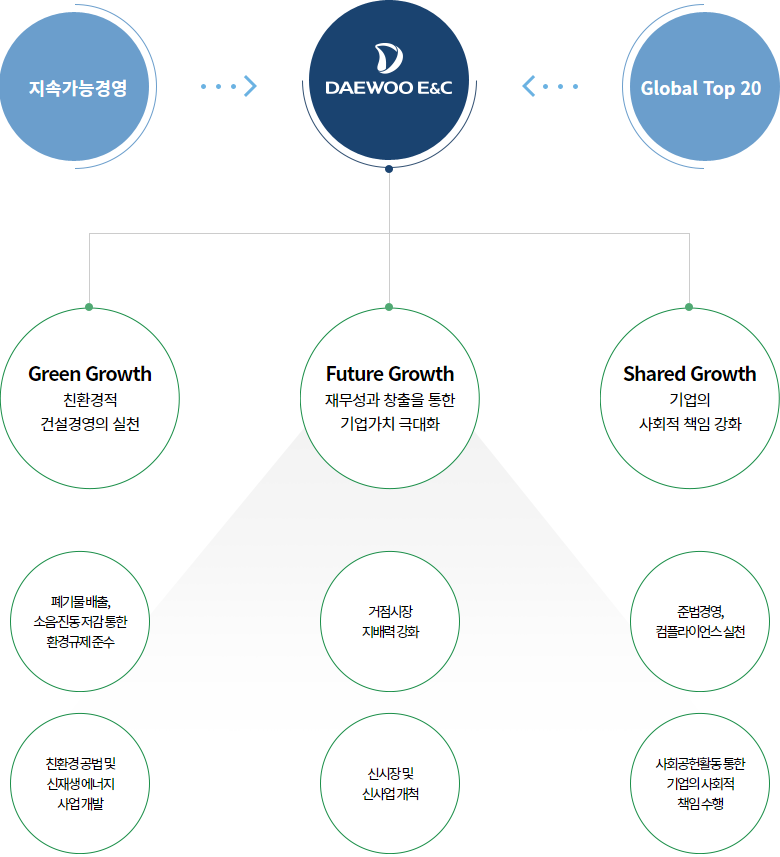 지속가능경영
DAEWOO E&C
Global Top 20
Green Growth
친환경적
건설경영의 실천
Future Growth
재무성과 창출을 통한
기업가치 극대화
Shared Growth
기업의
사회적 책임 강화
폐기물 배출,
소음·진동 저감 통한
환경규제 준수
거점시장
지배력 강화
준법경영,
컴플라이언스 실천
친환경 공법 및
신재생 에너지
사업 개발
신시장 및
신사업 개척
사회공헌활동 통한
기업의 사회적
책임 수행